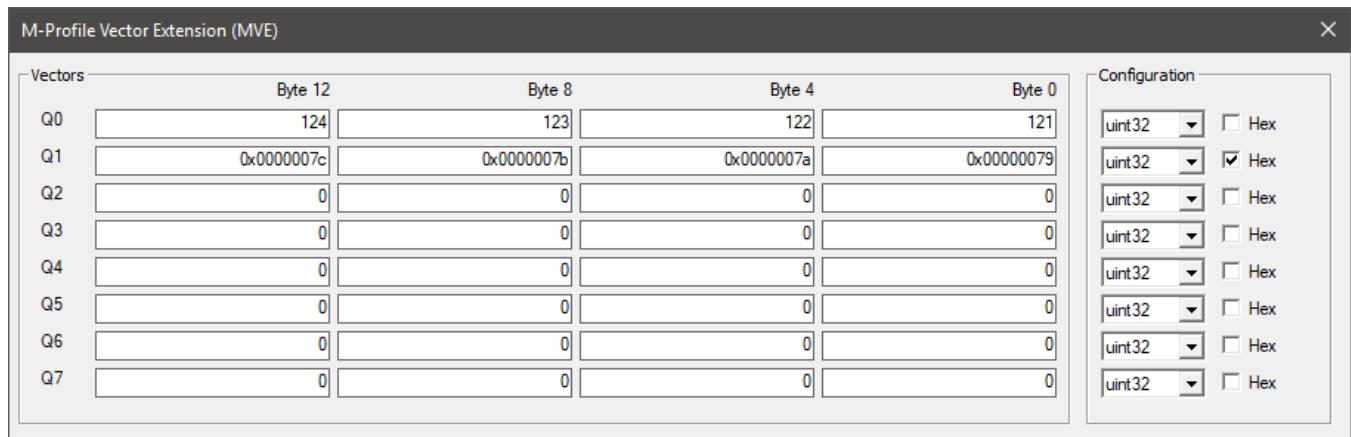 M-Profile Vector Extension (MVE)
Vectors Configuration
Byte 12 Byte 8 Byte 4 Byte 0
Q0 124 123 122 121 uint32 Hex
Q1 0x0000007c 0x0000007b 0x0000007a 0x00000079 uint32 Hex
Q2 0 0 0 0 uint32 Hex
Q3 0 0 0 0 uint32 Hex
Q4 0 0 0 0 uint32 Hex
Q5 0 0 0 0 uint32 Hex
Q6 0 0 0 0 uint32 Hex
Q7 0 0 0 0 uint32 Hex